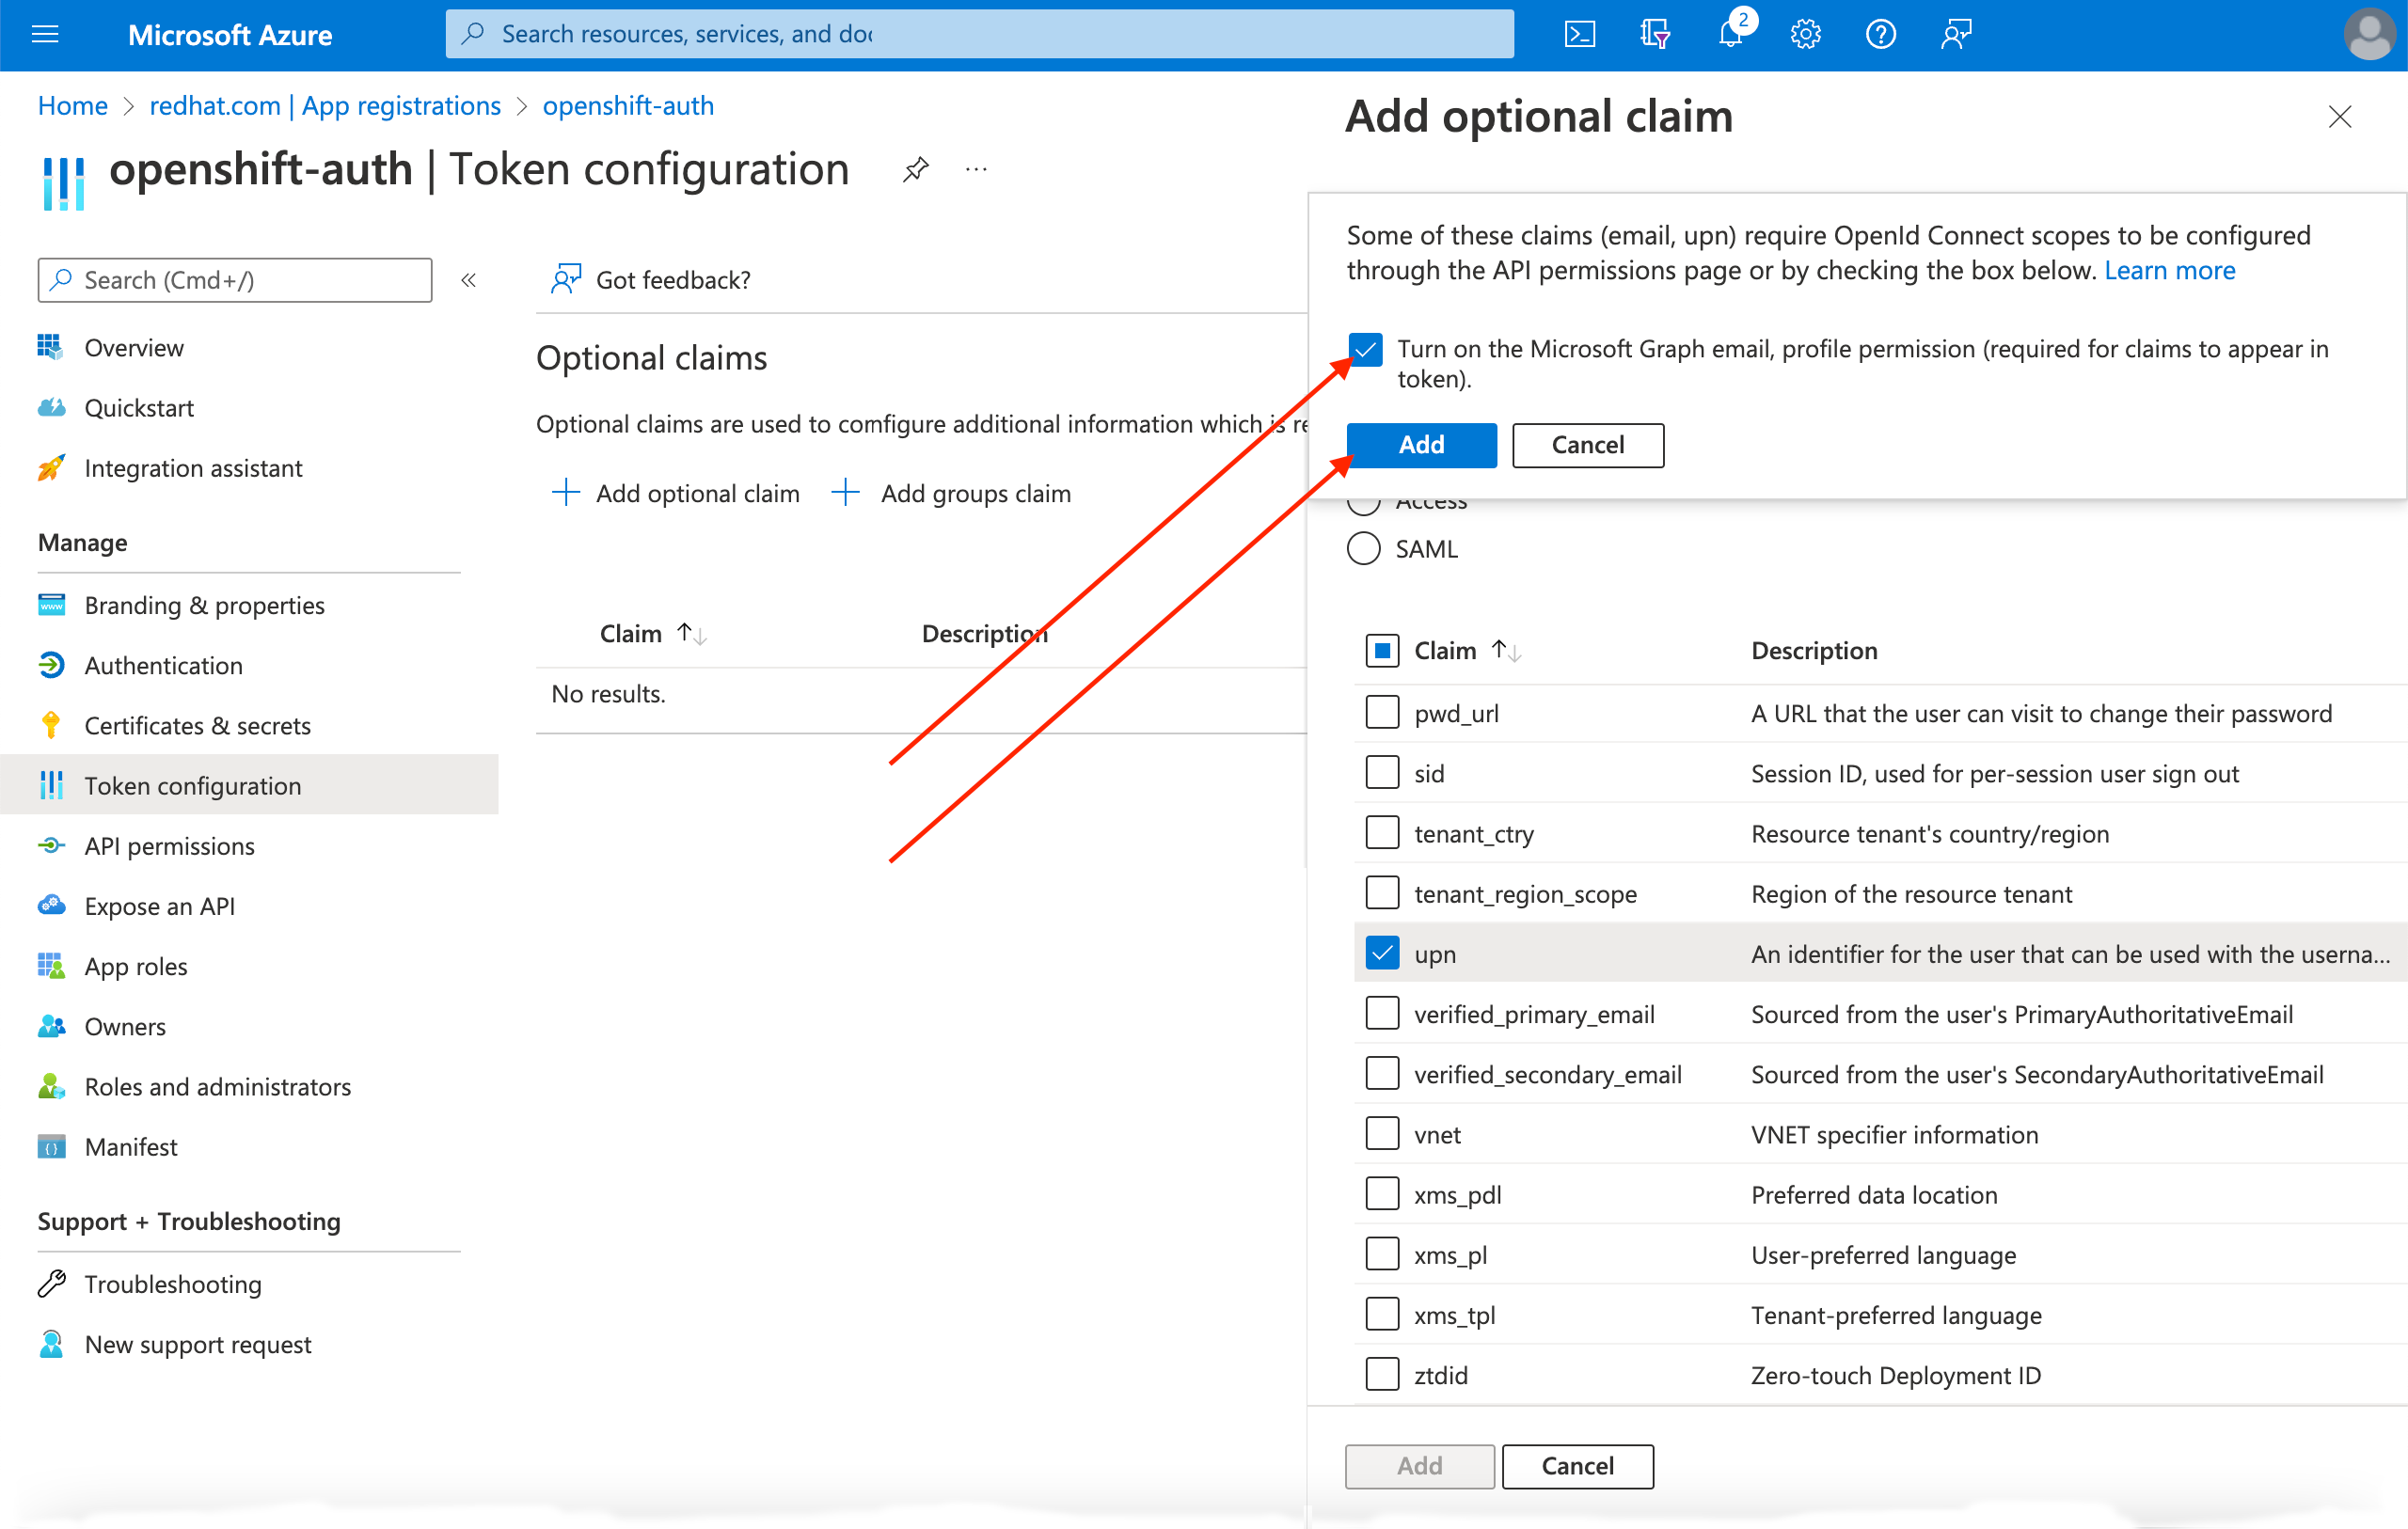 Microsoft Azure
Search resources, services, and doc
2
Home > redhat.com | App registrations > openshift-auth
openshift-auth | Token configuration
...
Search (Cmd+/)
«
Overview
Quickstart
Integration assistant
Manage
Branding & properties
Authentication
Certificates & secrets
Token configuration
API permissions
Expose an API
App roles
Owners
Roles and administrators
Manifest
Support + Troubleshooting
Troubleshooting
New support request
Got feedback?
Optional claims
Optional claims are used to comfigure additional information which is re
Add optional claim
Add groups claim
Claim ↑↓ Description
No results.
Add optional claim
Some of these claims (email, upn) require OpenId Connect scopes to be configured
through the API permissions page or by checking the box below. Learn more
Turn on the Microsoft Graph email, profile permission (required for claims to appear in
token).
Add Cancel
Access
SAML
Claim ↑↓ Description
pwd_url A URL that the user can visit to change their password
sid Session ID, used for per-session user sign out
tenant_ctry Resource tenant's country/region
tenant_region_scope Region of the resource tenant
upn An identifier for the user that can be used with the userna...
verified_primary_email Sourced from the user's PrimaryAuthoritativeEmail
verified_secondary_email Sourced from the user's SecondaryAuthoritativeEmail
vnet VNET specifier information
xms_pdl Preferred data location
xms_pl User-preferred language
xms_tpl Tenant-preferred language
ztdid Zero-touch Deployment ID
Add Cancel